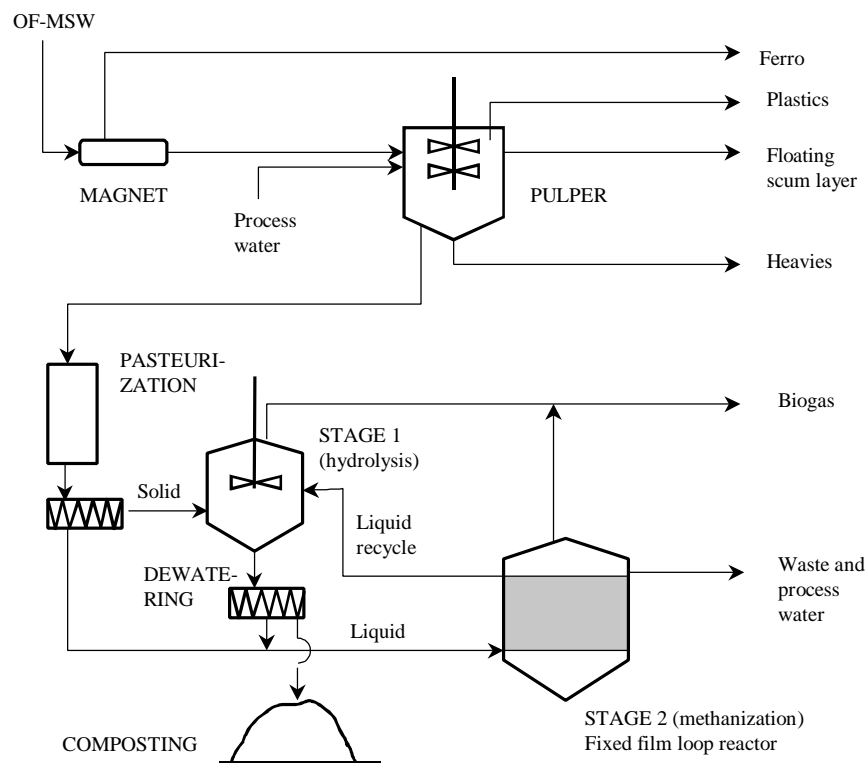 OF-MSW
Ferro
Plastics
Floating
scum layer
MAGNET
PULPER
Process
water
Heavies
PASTEURI-
ZATION
Biogas
STAGE 1
(hydrolysis)
Solid
Liquid
recycle
Waste and
process
water
DEWATE-
RING
Liquid
STAGE 2 (methanization)
Fixed film loop reactor
COMPOSTING